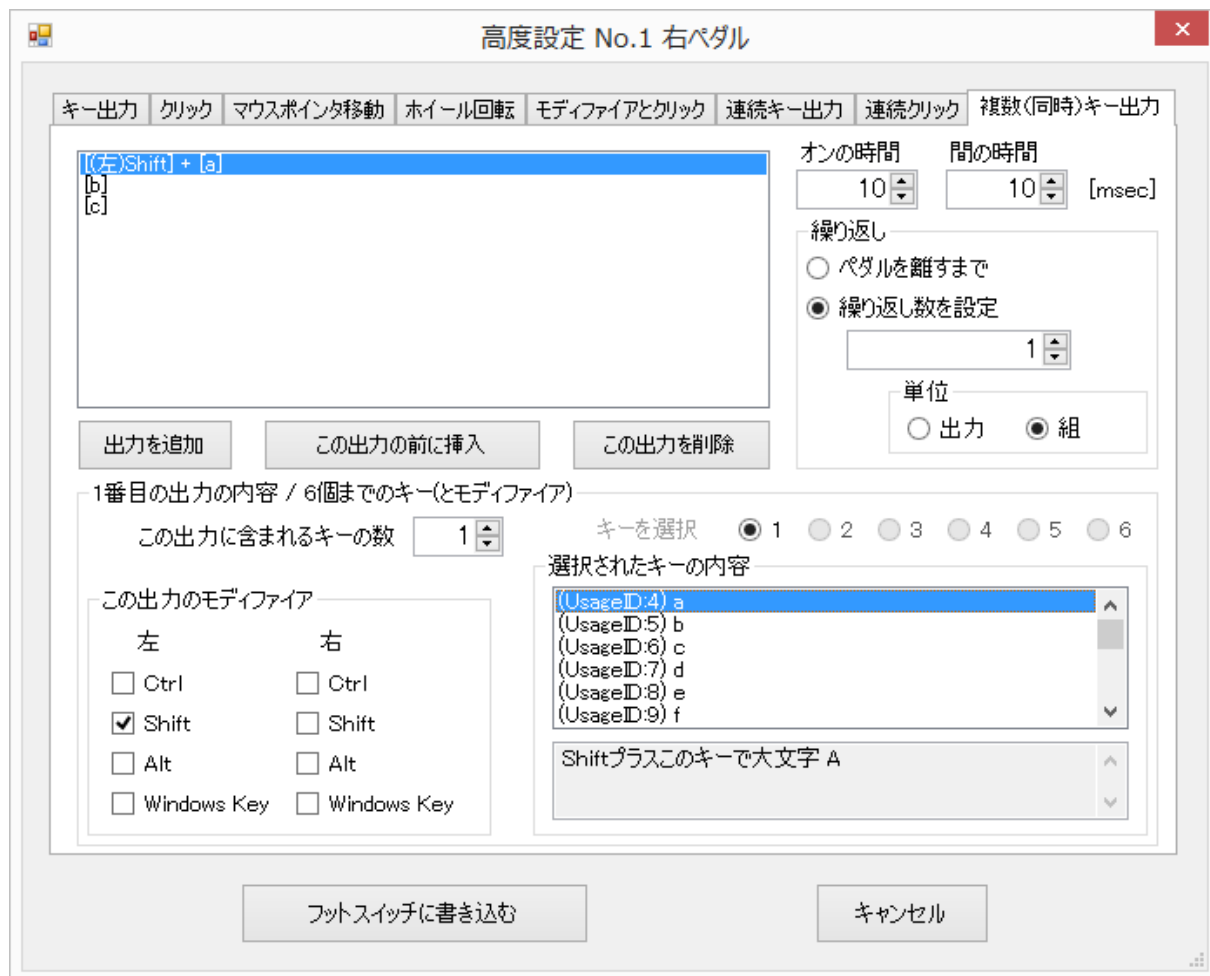 高度設定 No.1 右ペダル
キー出力 クリック マウスポインタ移動 ホイール回転 モディファイアとクリック 連続キー出力 連続クリック 複数(同時)キー出力
[(左)Shift] + [a]
[b]
[c]
オンの時間 間の時間
10 10 [msec]
繰り返し
ペダルを離すまで
繰り返し数を設定
1
単位
出力 組
出力を追加 この出力の前に挿入 この出力を削除
1番目の出力の内容 / 6個までのキー(とモディファイア)
この出力に含まれるキーの数 1
キーを選択 1 2 3 4 5 6
この出力のモディファイア
左 右
Ctrl Ctrl
Shift Shift
Alt Alt
Windows Key Windows Key
選択されたキーの内容
(UsageID:4) a
(UsageID:5) b
(UsageID:6) c
(UsageID:7) d
(UsageID:8) e
(UsageID:9) f
Shiftプラスこのキーで大文字 A
フットスイッチに書き込む キャンセル